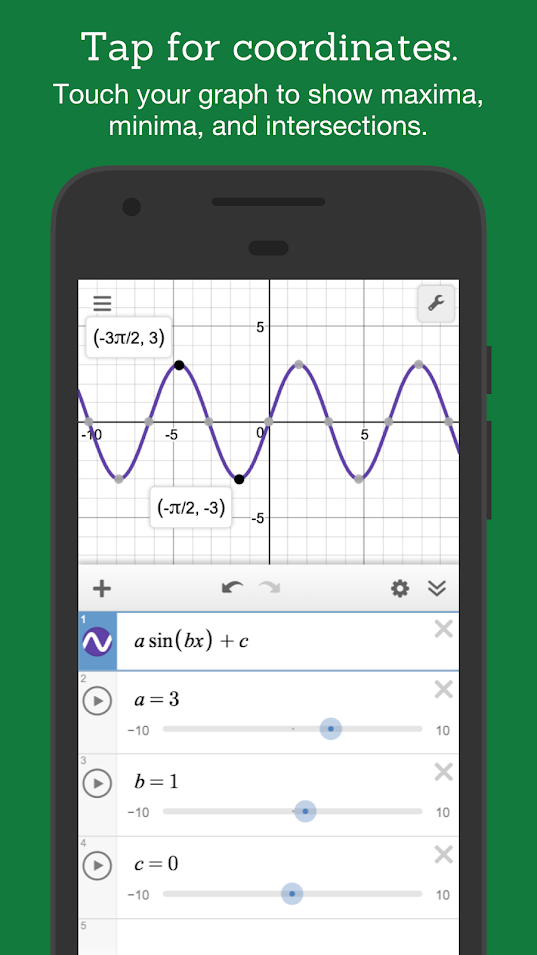 Tap for coordinates.
Touch your graph to show maxima,
minima, and intersections.
5
(-3π/2, 3)
-10
-5
0
5
(-π/2, -3)
-5
1
a sin(bx) + c
2
a = 3
-10
10
3
b = 1
-10
10
4
c = 0
-10
10
5